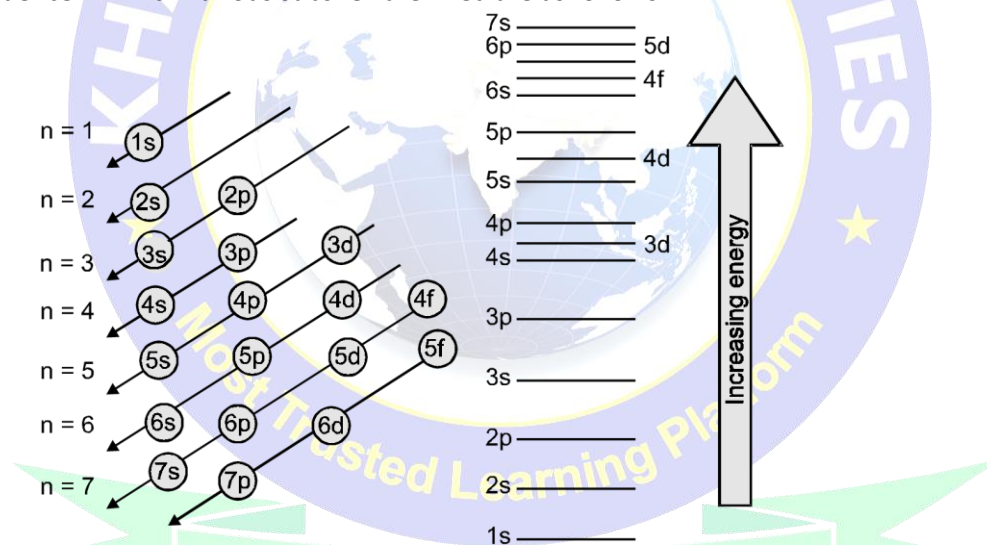 7s
6p 5d
4f
6s
n = 1 1s
5p
4d
5s
n = 2 2s 2p
4p
3d
4s
n = 3 3s 3p 3d
n = 4 4s 4p 4d 4f
3p
n = 5 5s 5p 5d 5f
3s
n = 6 6s 6p 6d
2p
n = 7 7s 7p
2s
1s
Increasing energy
Most Trusted Learning Platform
KHA
IES